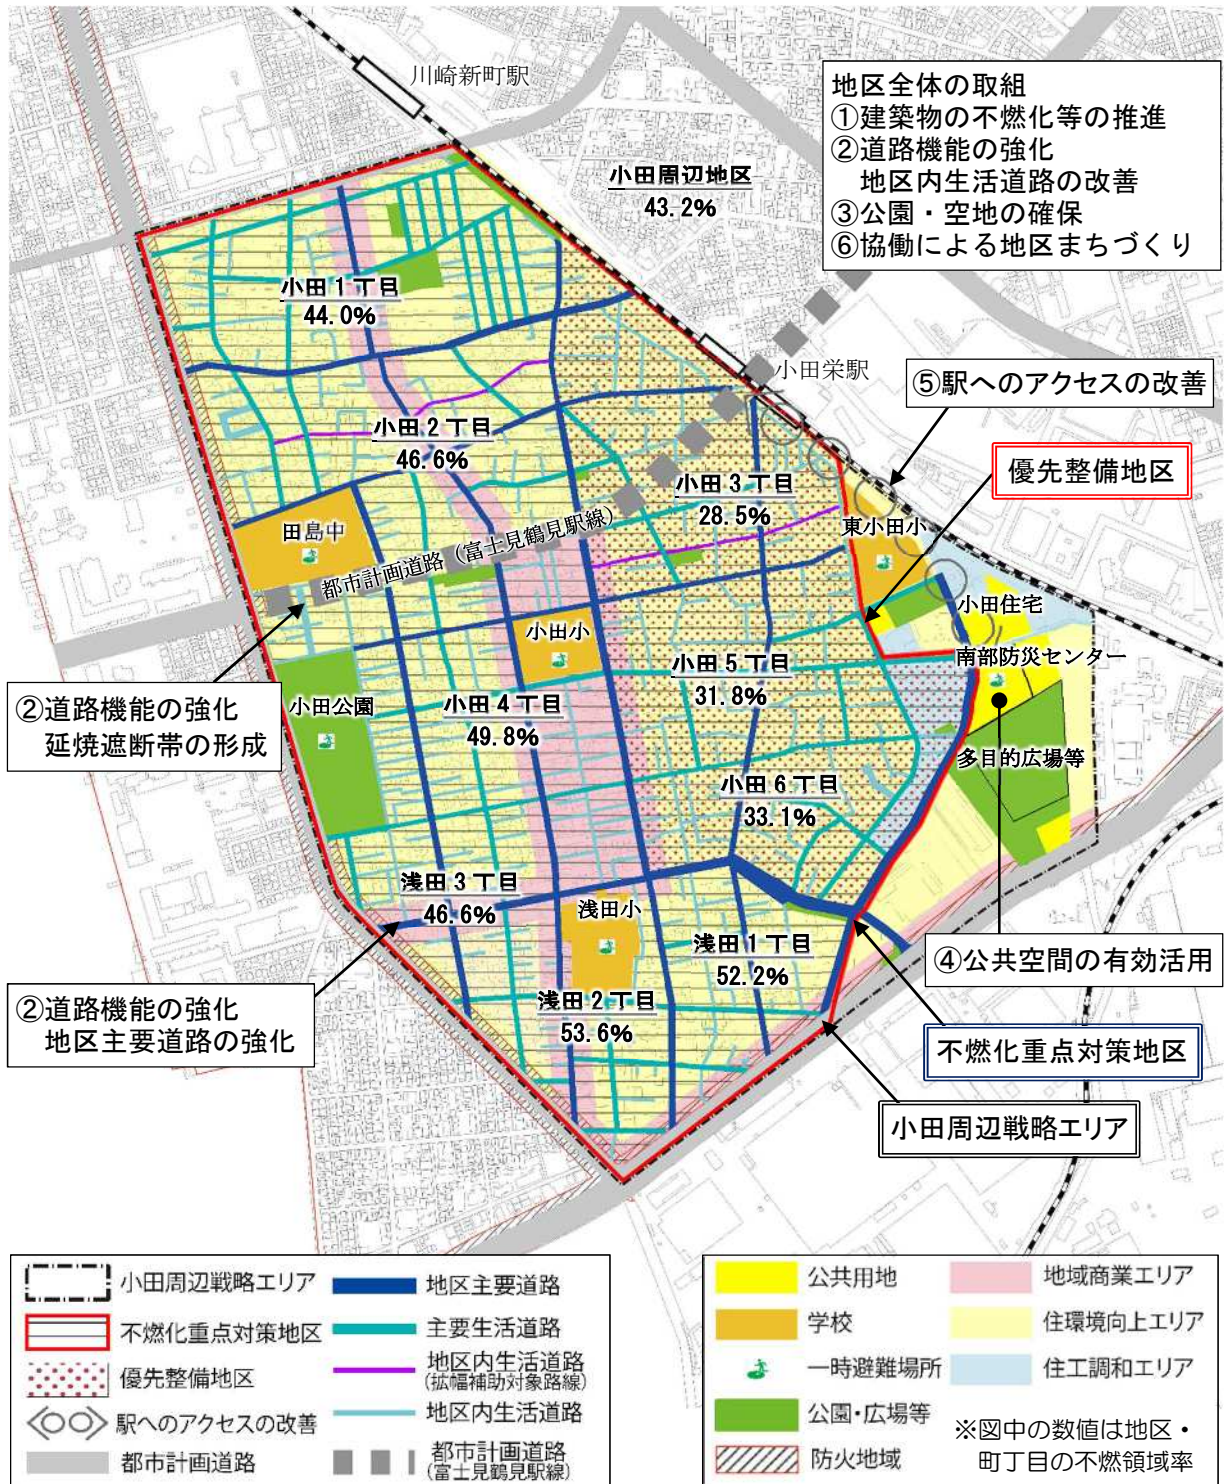 川崎新町駅
地区全体の取組
①建築物の不燃化等の推進
②道路機能の強化
地区内生活道路の改善
③公園・空地の確保
⑥協働による地区まちづくり
小田周辺地区
43.2%
小田1丁目
44.0%
小田栄駅
⑤駅へのアクセスの改善
小田2丁目
46.6%
優先整備地区
小田3丁目
28.5%
田島中
東小田小
都市計画道路(富士見鶴見駅線)
小田小
小田住宅
南部防災センター
小田5丁目
31.8%
②道路機能の強化
延焼遮断帯の形成
小田公園
小田4丁目
49.8%
多目的広場等
小田6丁目
33.1%
浅田3丁目
46.6%
浅田小
浅田1丁目
52.2%
④公共空間の有効活用
②道路機能の強化
地区主要道路の強化
浅田2丁目
53.6%
不燃化重点対策地区
小田周辺戦略エリア
小田周辺戦略エリア
不燃化重点対策地区
優先整備地区
駅へのアクセスの改善
都市計画道路
地区主要道路
主要生活道路
地区内生活道路
(拡幅補助対象路線)
地区内生活道路
都市計画道路
(富士見鶴見駅線)
公共用地
学校
一時避難場所
公園・広場等
防火地域
地域商業エリア
住環境向上エリア
住工調和エリア
※図中の数値は地区・
町丁目の不燃領域率